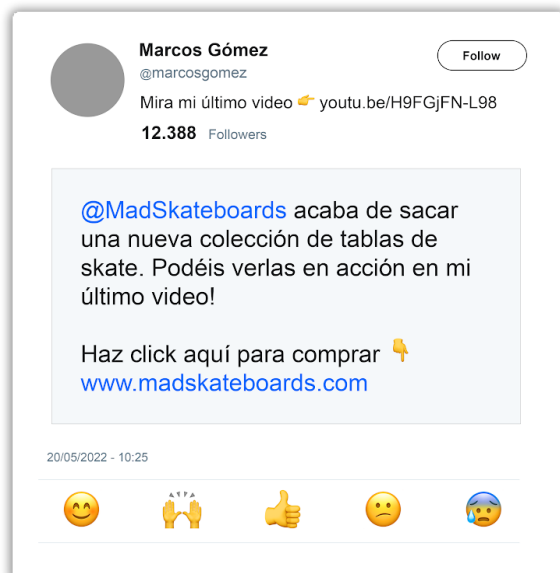 Marcos Gómez
Follow
@marcosgomez
Mira mi último video 👉 youtu.be/H9FGjFN-L98
12.388 Followers
@MadSkateboards acaba de sacar
una nueva colección de tablas de
skate. Podéis verlas en acción en mi
último video!
Haz click aquí para comprar 👇
www.madskateboards.com
20/05/2022 - 10:25